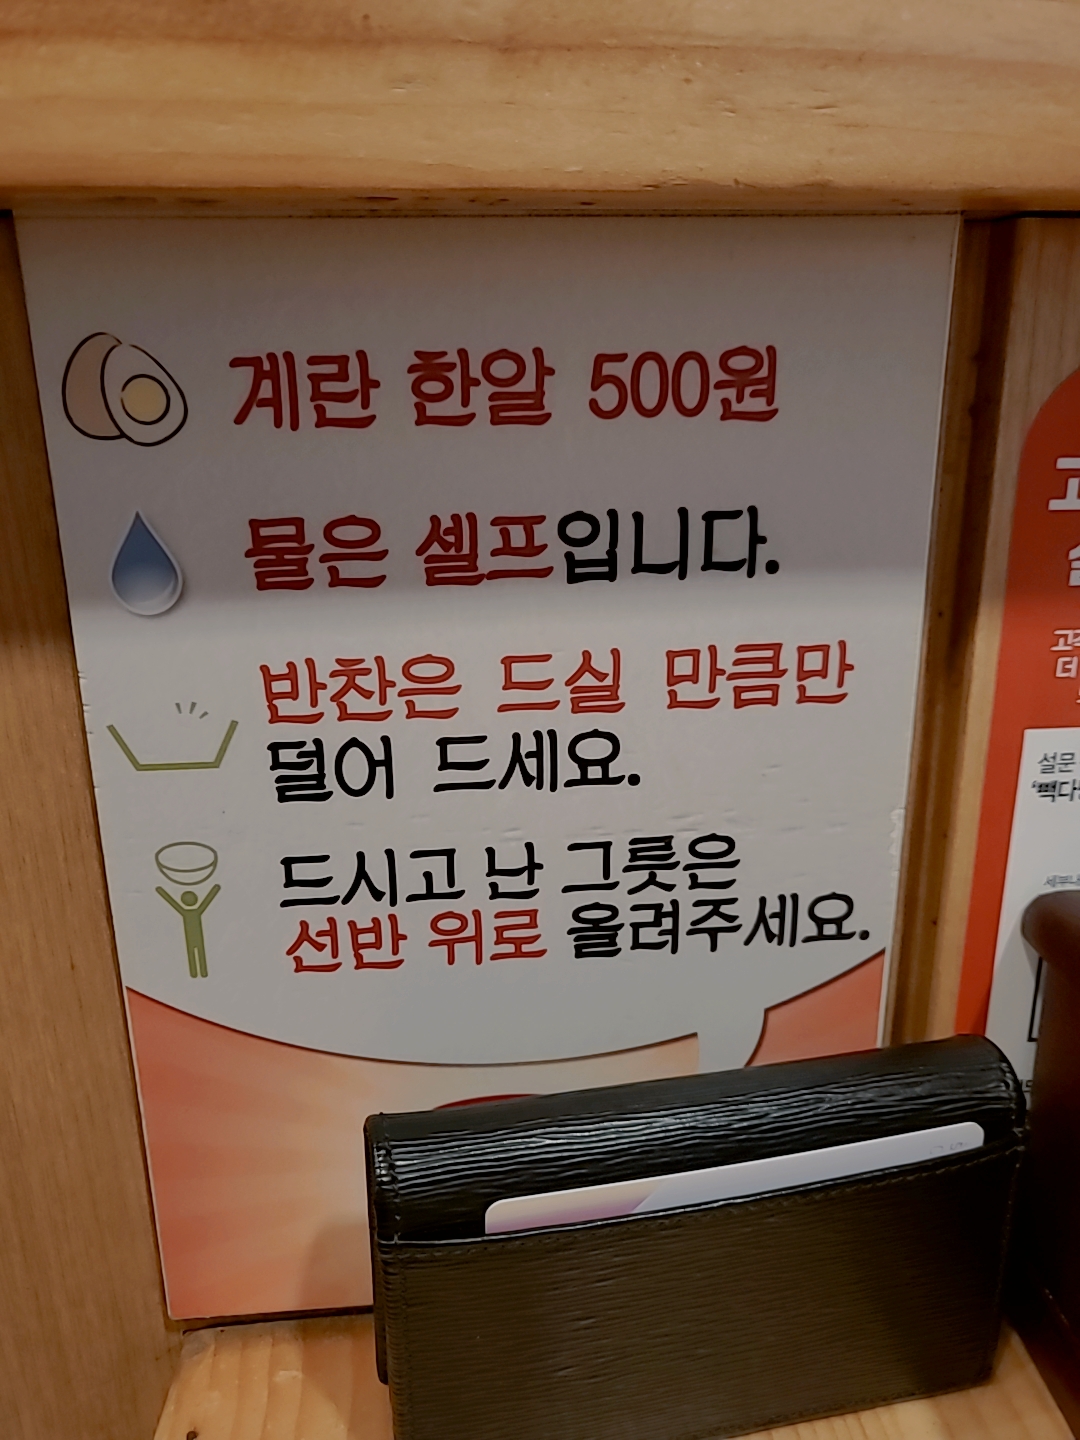 계란 한알 500원
물은 셀프입니다.
반찬은 드실 만큼만
덜어 드세요.
드시고 난 그릇은
선반 위로 올려주세요.
설문